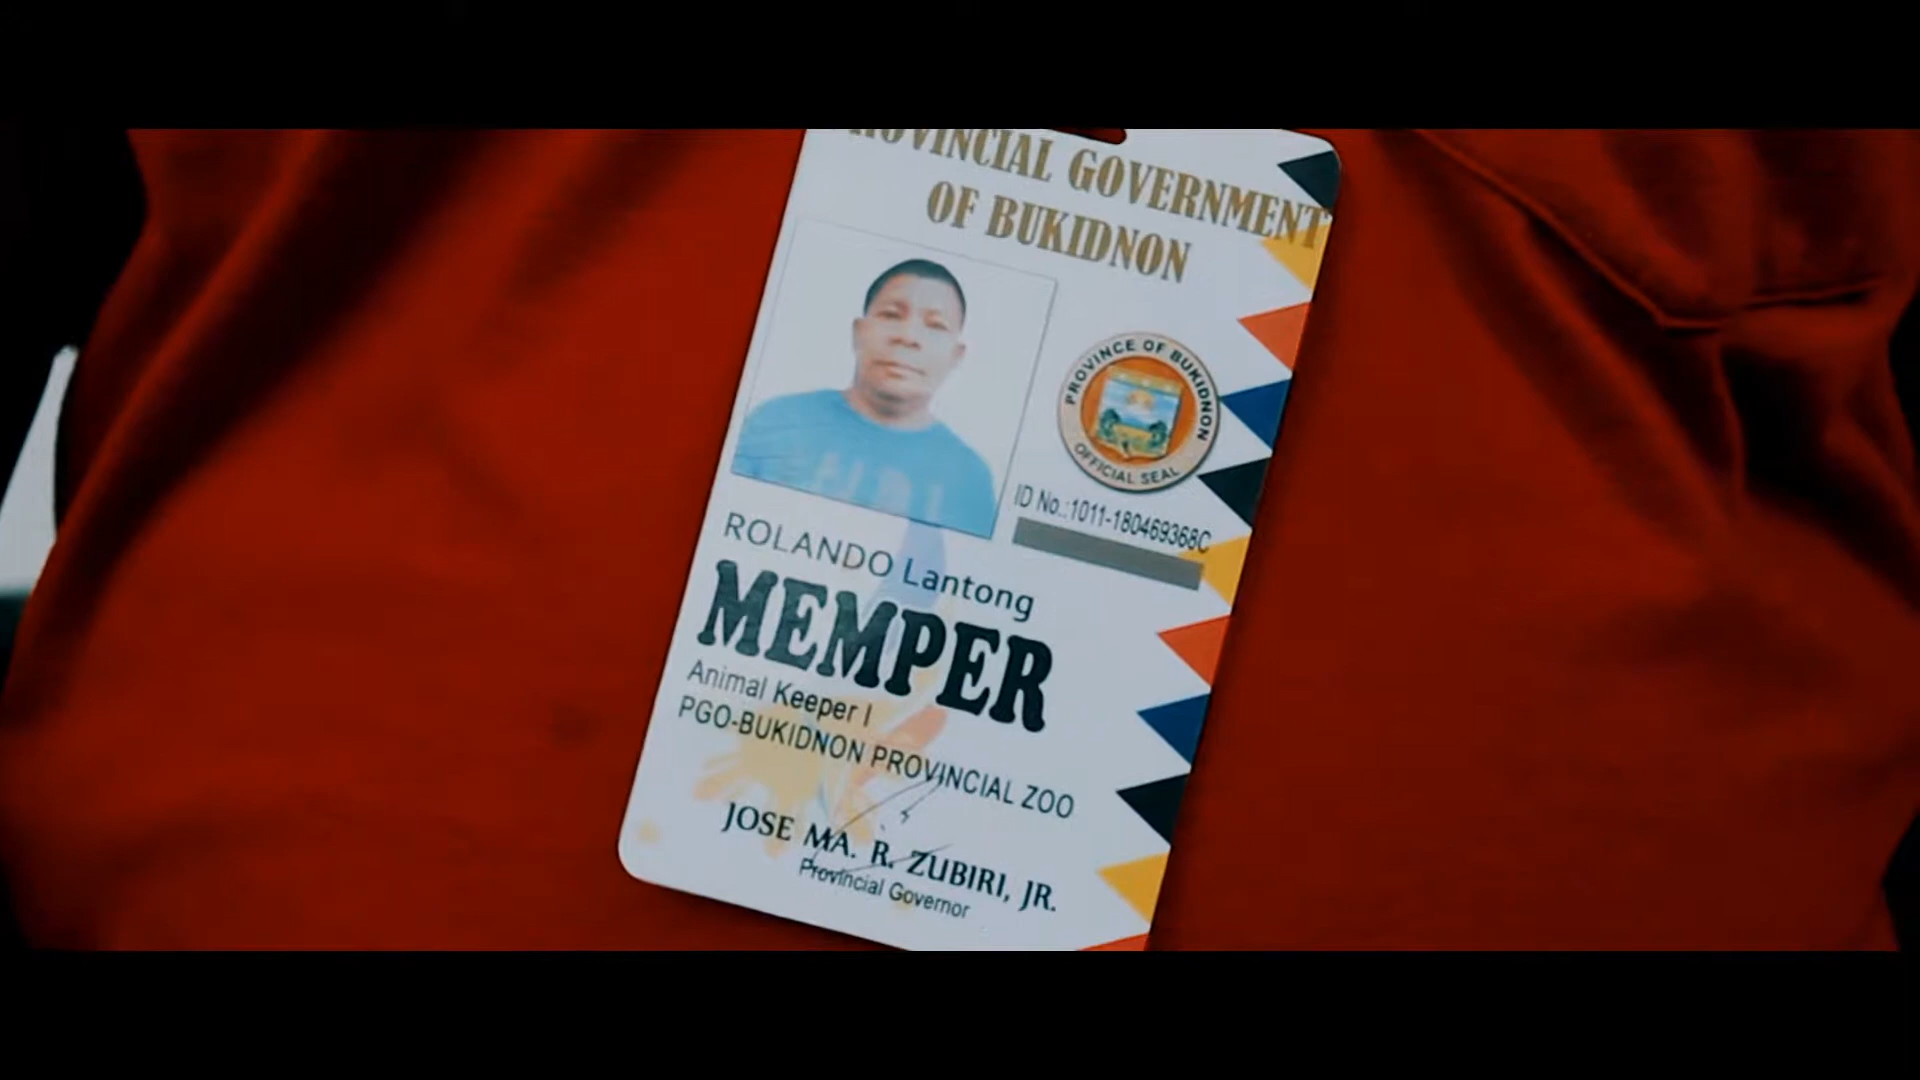 PROVINCIAL GOVERNMENT
OF BUKIDNON
PROVINCE OF BUKIDNON
OFFICIAL SEAL
ID No.:1011-180469368C
ROLANDO Lantong
MEMPER
Animal Keeper I
PGO-BUKIDNON PROVINCIAL ZOO
JOSE MA. R. ZUBIRI, JR.
Provincial Governor